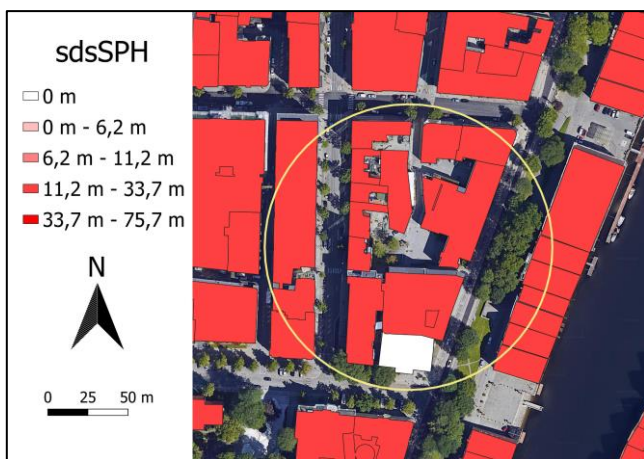 sdsSPH
0 m
0 m - 6,2 m
6,2 m - 11,2 m
11,2 m - 33,7 m
33,7 m - 75,7 m
N
0 25 50 m